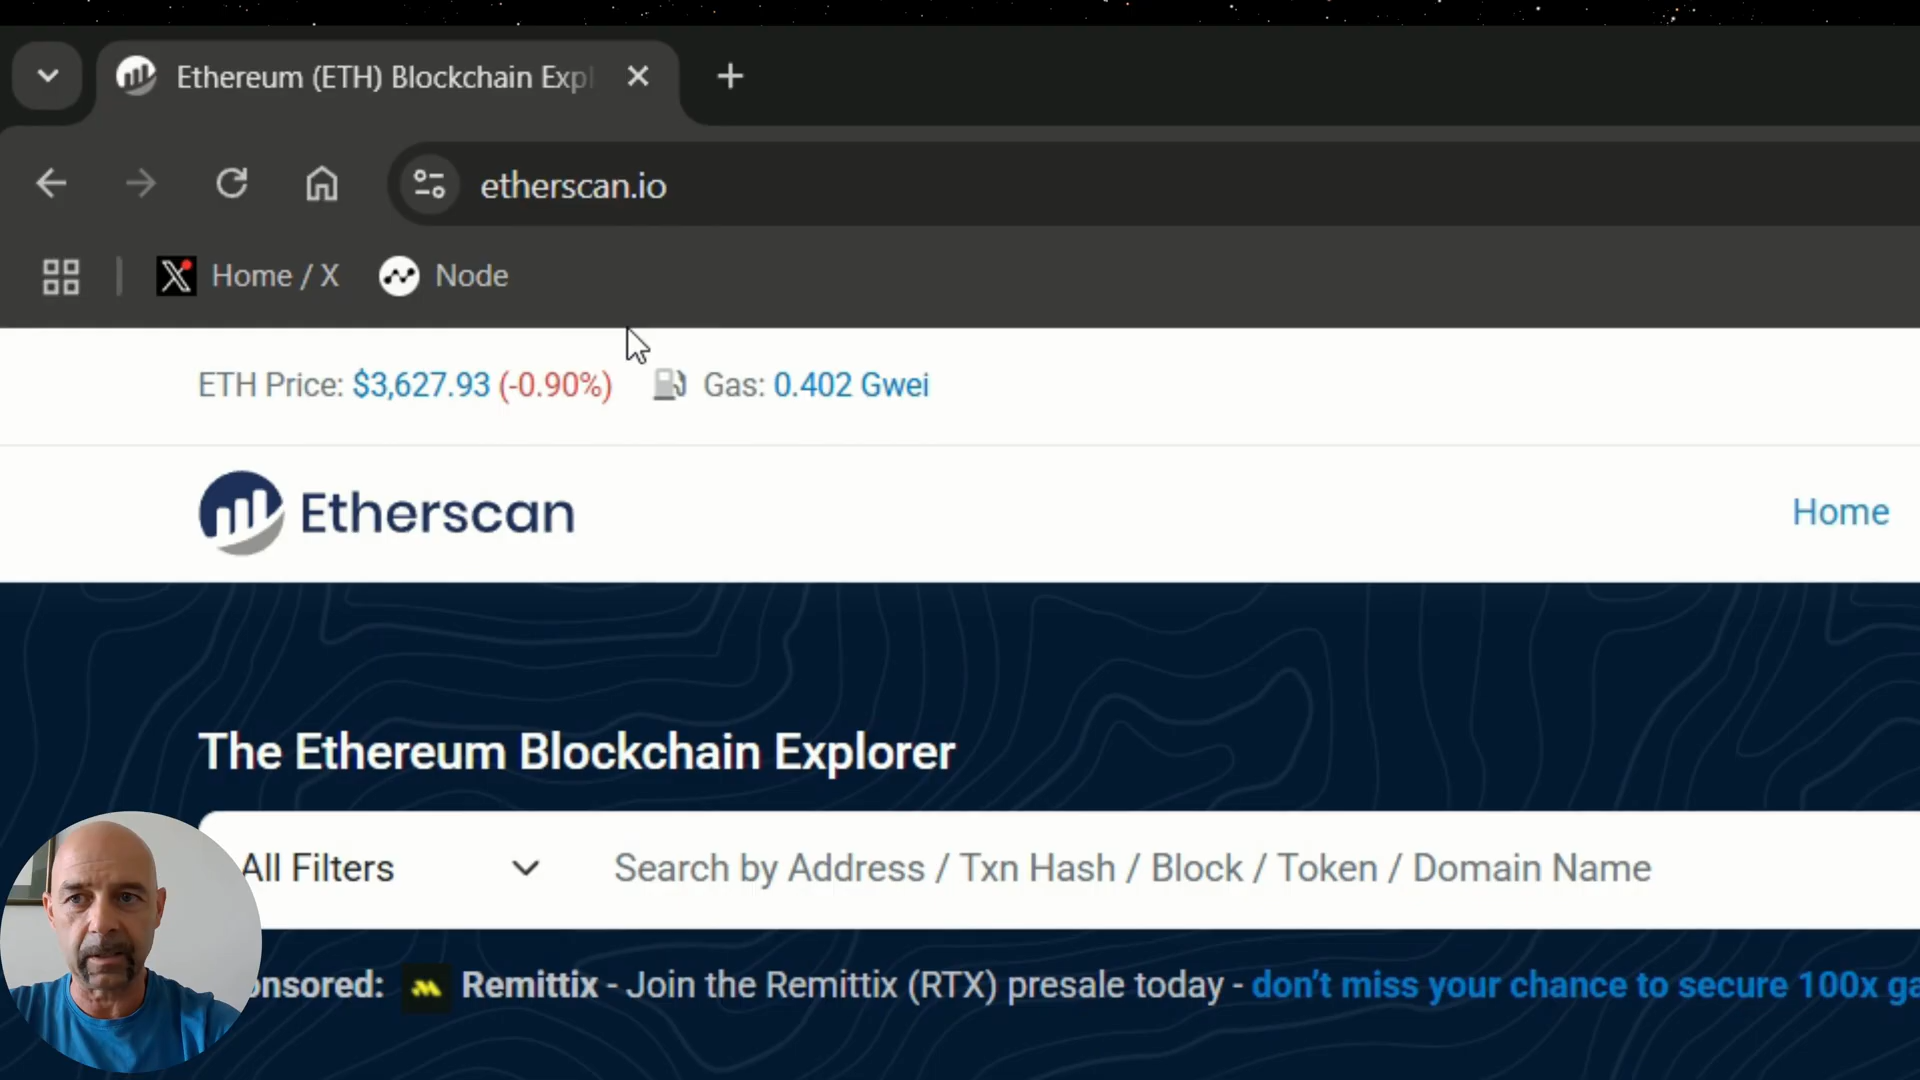 Ethereum (ETH) Blockchain Exp
etherscan.io
Home / X
Node
ETH Price: $3,627.93 (-0.90%) Gas: 0.402 Gwei
Etherscan
Home
The Ethereum Blockchain Explorer
All Filters
Search by Address / Txn Hash / Block / Token / Domain Name
onsored: Remittix - Join the Remittix (RTX) presale today - don't miss your chance to secure 100x ga